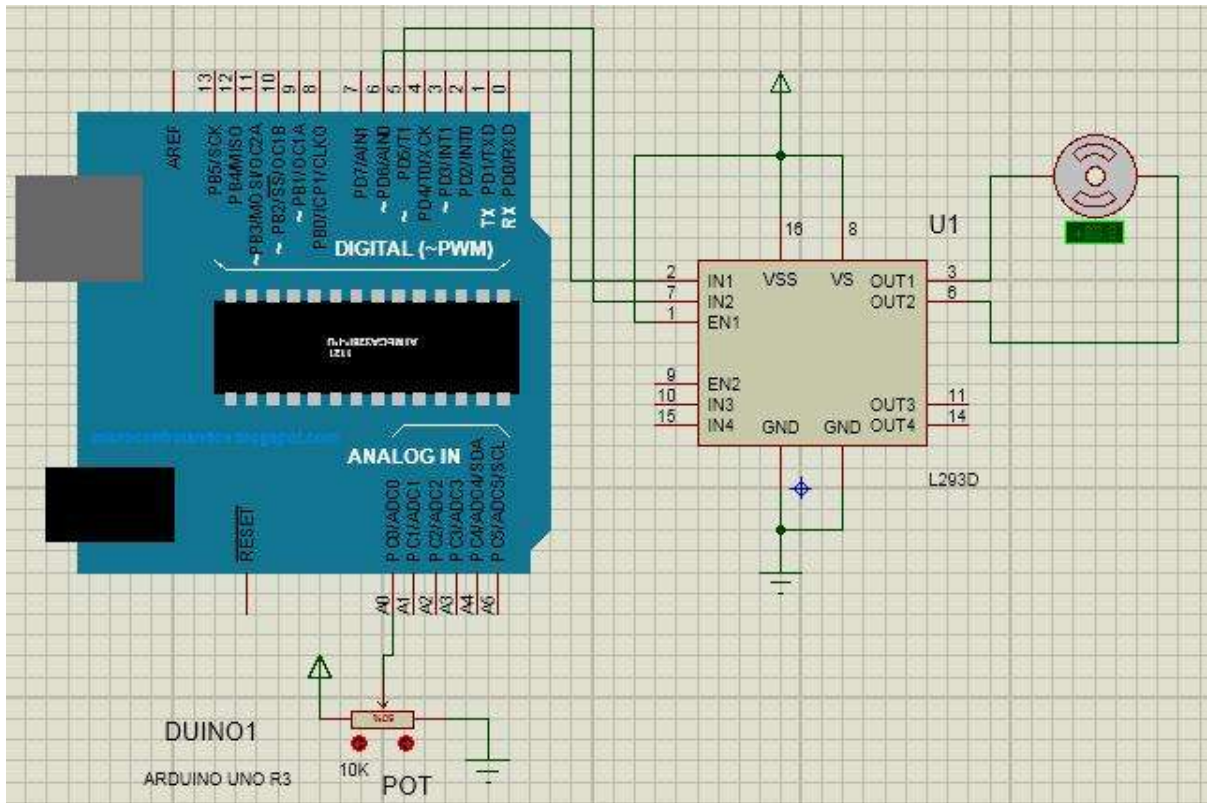 13
12
11
10
9
8
7
6
5
4
3
2
1
0
AREF
PB5/SCK
PB4/MISO
~PB3/MOSI/OC2A
~PB2/SS/OC1B
~PB1/OC1A
PB0/ICP1/CLKO
PD7/AIN1
~PD6/AIN0
~PD5/T1
PD4/T0/XCK
~PD3/INT1
PD2/INT0
TX PD1/TXD
RX PD0/RXD
DIGITAL (~PWM)
1121
ANALOG IN
RESET
PC0/ADC0
PC1/ADC1
PC2/ADC2
PC3/ADC3
PC4/ADC4/SDA
PC5/ADC5/SCL
A0
A1
A2
A3
A4
A5
DUINO1
ARDUINO UNO R3
10K
50%
POT
U1
16
8
2 IN1 VSS VS OUT1 3
7 IN2 OUT2 6
1 EN1
9 EN2
10 IN3 OUT3 11
15 IN4 GND GND OUT4 14
L293D